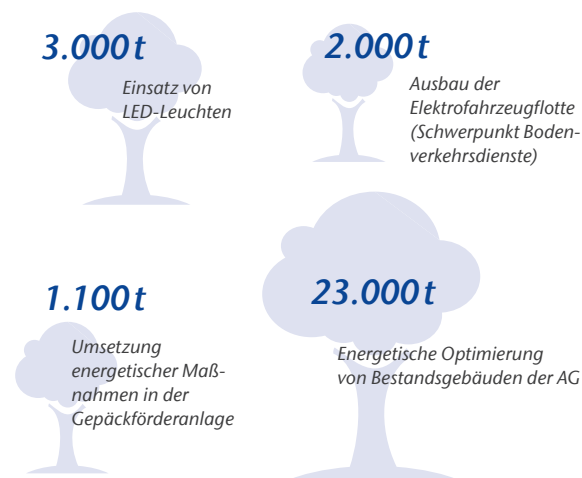 3.000 t
Einsatz von
LED-Leuchten
2.000 t
Ausbau der
Elektrofahrzeugflotte
(Schwerpunkt Boden-
verkehrsdienste)
1.100 t
Umsetzung
energetischer Maß-
nahmen in der
Gepäckförderanlage
23.000 t
Energetische Optimierung
von Bestandsgebäuden der AG